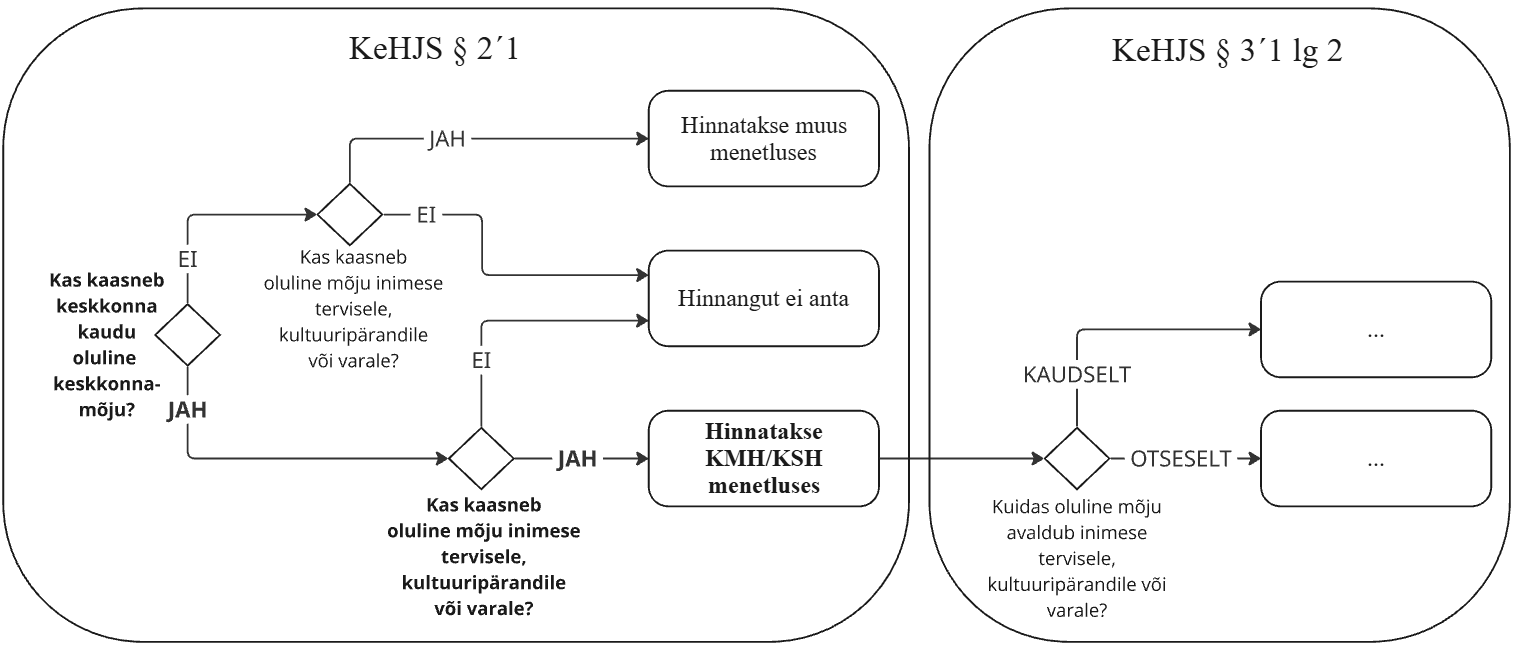 KeHJS § 2´1
JAH
Hinnatakse muus
menetluses
EI
Kas kaasneb
oluline mõju inimese
tervisele,
kultuuripärandile
või varale?
EI
Kas kaasneb
keskkonna
kaudu
oluline
keskkonna-
mõju?
Hinnangut ei anta
EI
JAH
JAH
Hinnatakse
KMH/KSH
menetluses
Kas kaasneb
oluline mõju inimese
tervisele,
kultuuripärandile
või varale?
KeHJS § 3´1 lg 2
...
KAUDSELT
OTSESELT
...
Kuidas oluline mõju
avaldub inimese
tervisele,
kultuuripärandile või
varale?